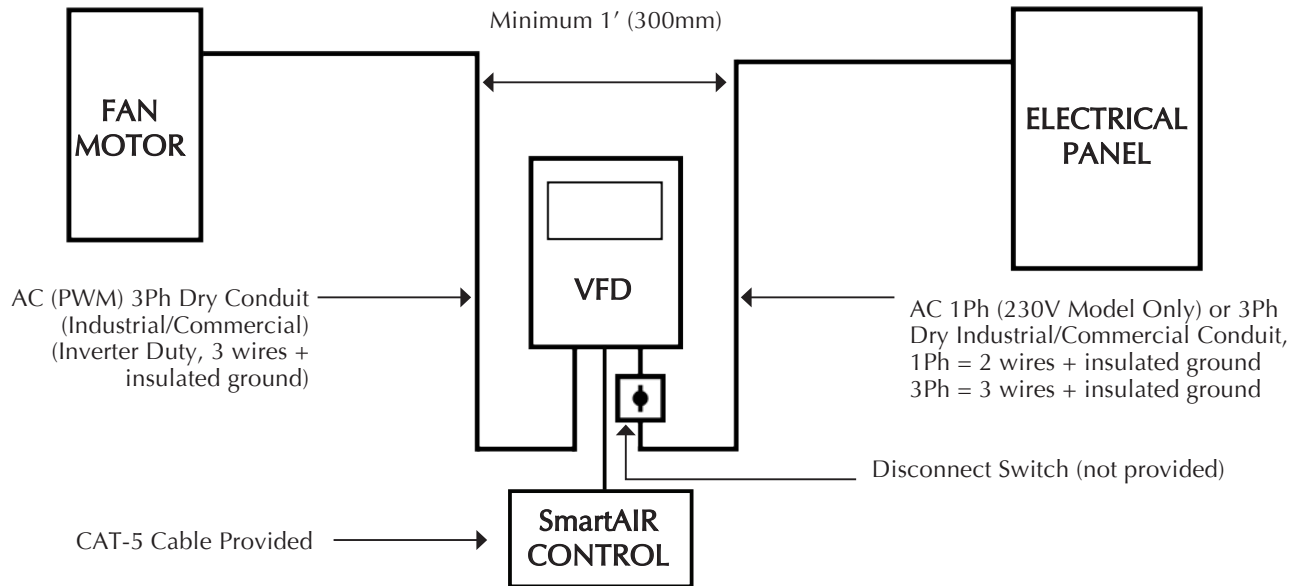 Minimum 1’ (300mm)
FAN
MOTOR
ELECTRICAL
PANEL
VFD
AC (PWM) 3Ph Dry Conduit
(Industrial/Commercial)
(Inverter Duty, 3 wires +
insulated ground)
AC 1Ph (230V Model Only) or 3Ph
Dry Industrial/Commercial Conduit,
1Ph = 2 wires + insulated ground
3Ph = 3 wires + insulated ground
Disconnect Switch (not provided)
CAT-5 Cable Provided
SmartAIR
CONTROL